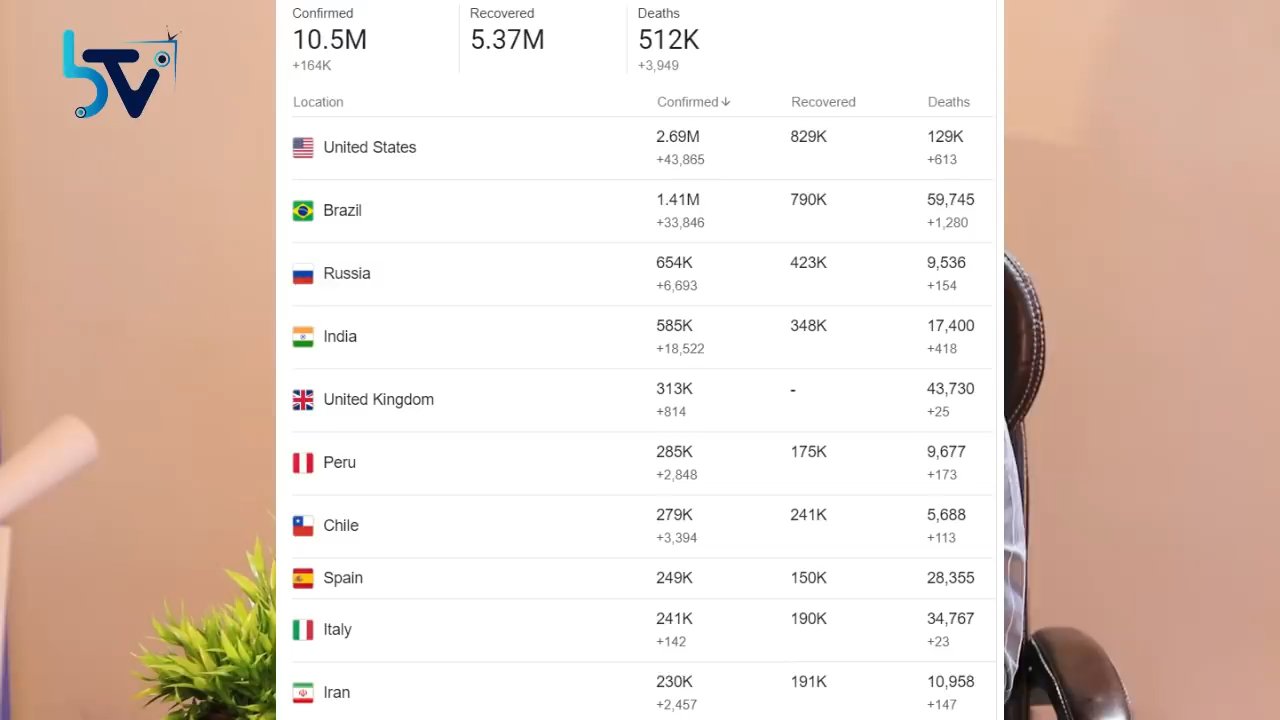 bTV
Confirmed Recovered Deaths
10.5M 5.37M 512K
+164K +3,949
Location Confirmed↓ Recovered Deaths
United States 2.69M 829K 129K
+43,865 +613
Brazil 1.41M 790K 59,745
+33,846 +1,280
Russia 654K 423K 9,536
+6,693 +154
India 585K 348K 17,400
+18,522 +418
United Kingdom 313K - 43,730
+814 +25
Peru 285K 175K 9,677
+2,848 +173
Chile 279K 241K 5,688
+3,394 +113
Spain 249K 150K 28,355
Italy 241K 190K 34,767
+142 +23
Iran 230K 191K 10,958
+2,457 +147